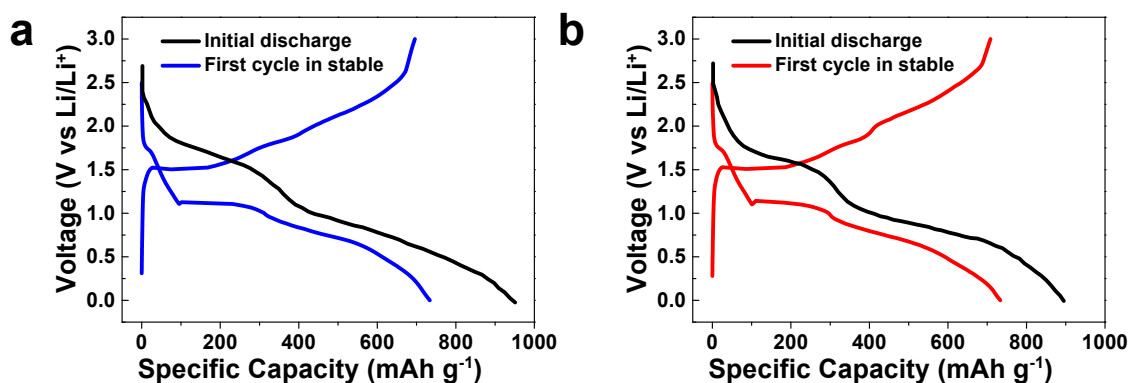 a
Voltage (V vs Li/Li⁺)
3.0
2.5
2.0
1.5
1.0
0.5
0.0
Initial discharge
First cycle in stable
0 200 400 600 800 1000
Specific Capacity (mAh g⁻¹)
b
Voltage (V vs Li/Li⁺)
3.0
2.5
2.0
1.5
1.0
0.5
0.0
Initial discharge
First cycle in stable
0 200 400 600 800 1000
Specific Capacity (mAh g⁻¹)